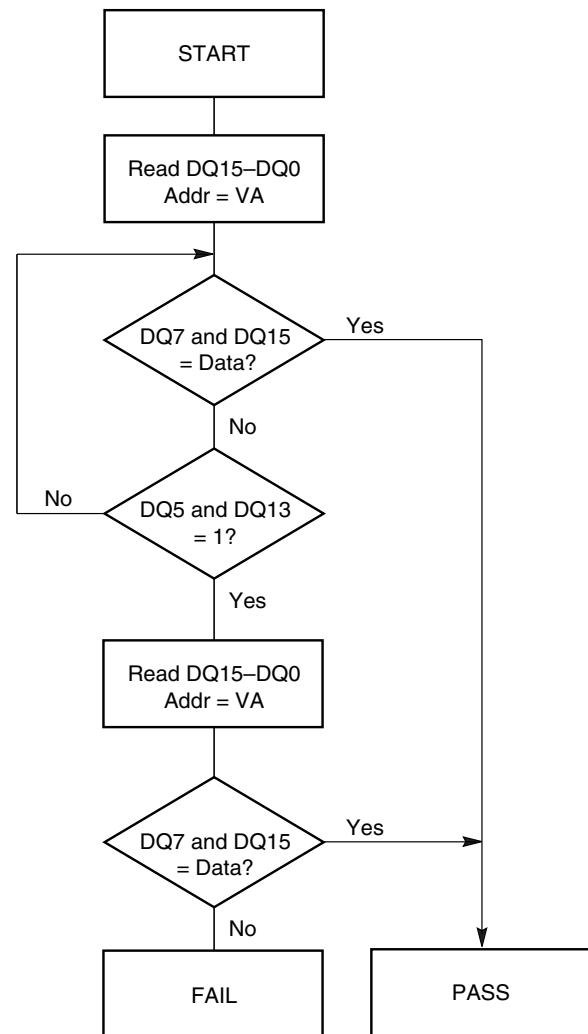 START
Read DQ15–DQ0
Addr = VA
DQ7 and DQ15
= Data?
Yes
No
No
DQ5 and DQ13
= 1?
Yes
Read DQ15–DQ0
Addr = VA
DQ7 and DQ15
= Data?
Yes
No
FAIL
PASS